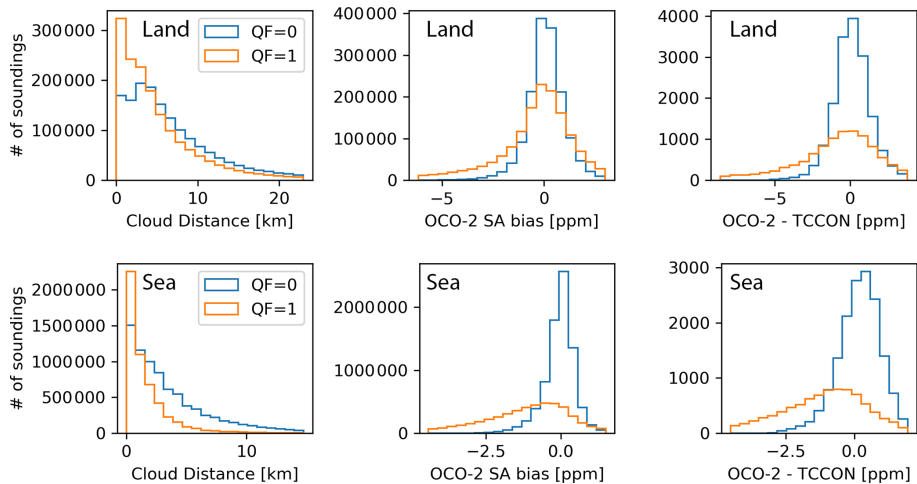 Land
QF=0
QF=1
300000
200000
100000
0
# of soundings
0
10
20
Cloud Distance [km]
Land
400000
300000
200000
100000
0
−5
0
OCO-2 SA bias [ppm]
Land
4000
3000
2000
1000
0
−5
0
OCO-2 - TCCON [ppm]
Sea
QF=0
QF=1
2000000
1500000
1000000
500000
0
# of soundings
0
10
Cloud Distance [km]
Sea
2000000
1000000
0
−2.5
0.0
OCO-2 SA bias [ppm]
Sea
3000
2000
1000
0
−2.5
0.0
OCO-2 - TCCON [ppm]